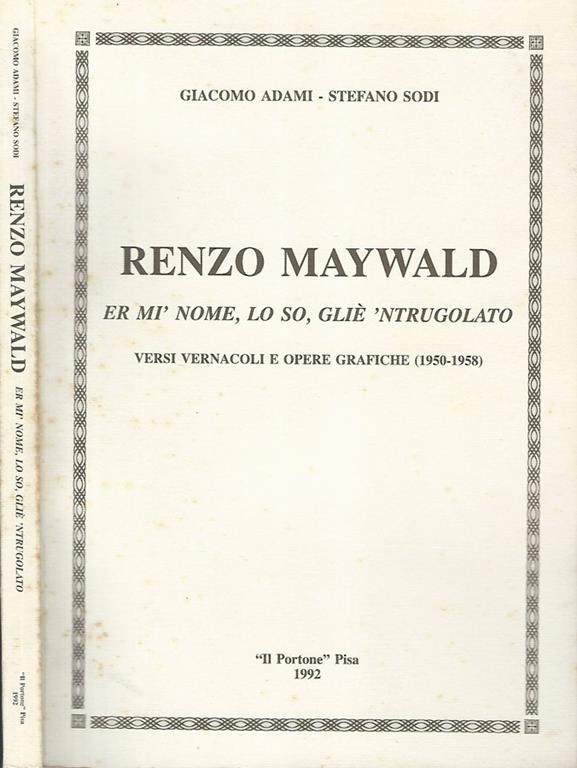 GIACOMO ADAMI - STEFANO SODI
RENZO MAYWALD
ER MI' NOME, LO SO, GLIÈ 'NTRUGOLATO
VERSI VERNACOLI E OPERE GRAFICHE (1950-1958)
"Il Portone" Pisa
1992
GIACOMO ADAMI - STEFANO SODI
RENZO MAYWALD
ER MI' NOME, LO SO, GLIÈ 'NTRUGOLATO
"Il Portone" Pisa
1992